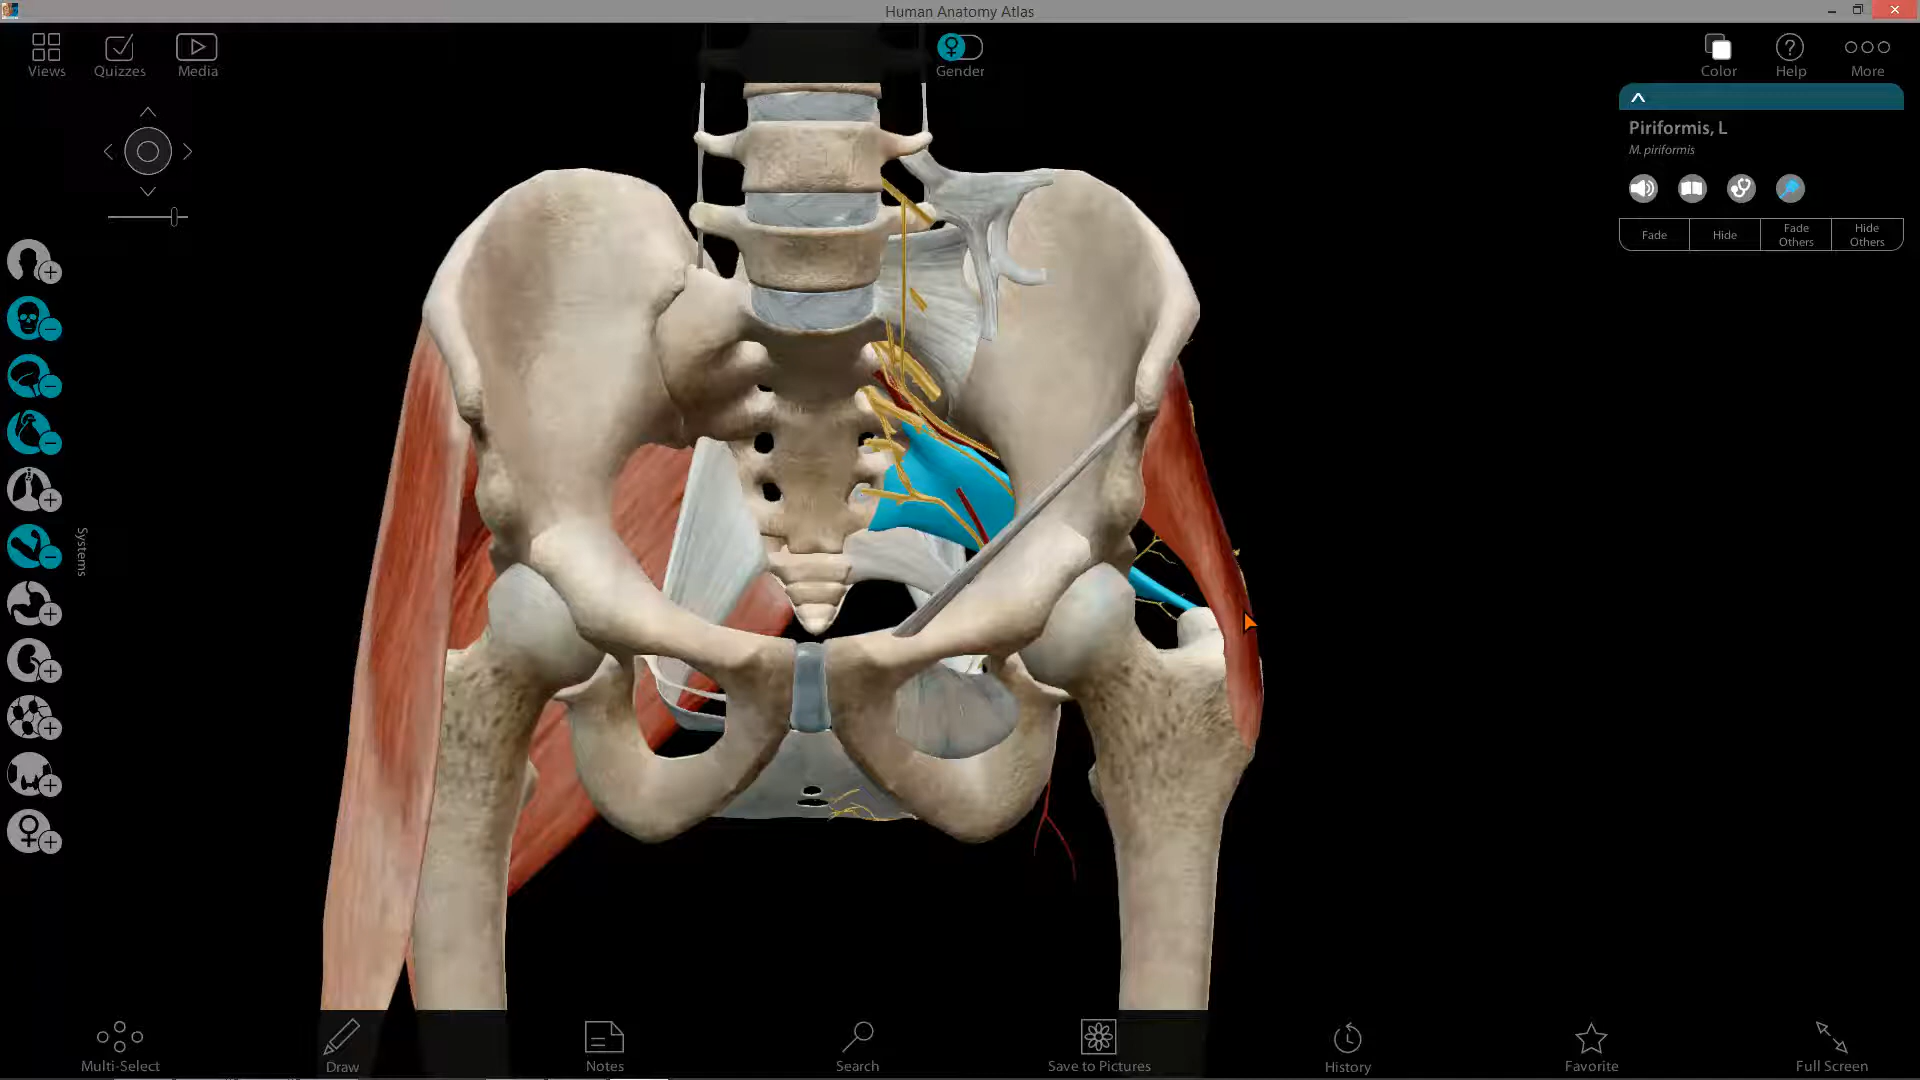 Human Anatomy Atlas
Views
Quizzes
Media
Gender
Color
Help
More
Piriformis, L
M. piriformis
Fade
Hide
Fade
Others
Hide
Others
Systems
Multi-Select
Draw
Notes
Search
Save to Pictures
History
Favorite
Full Screen